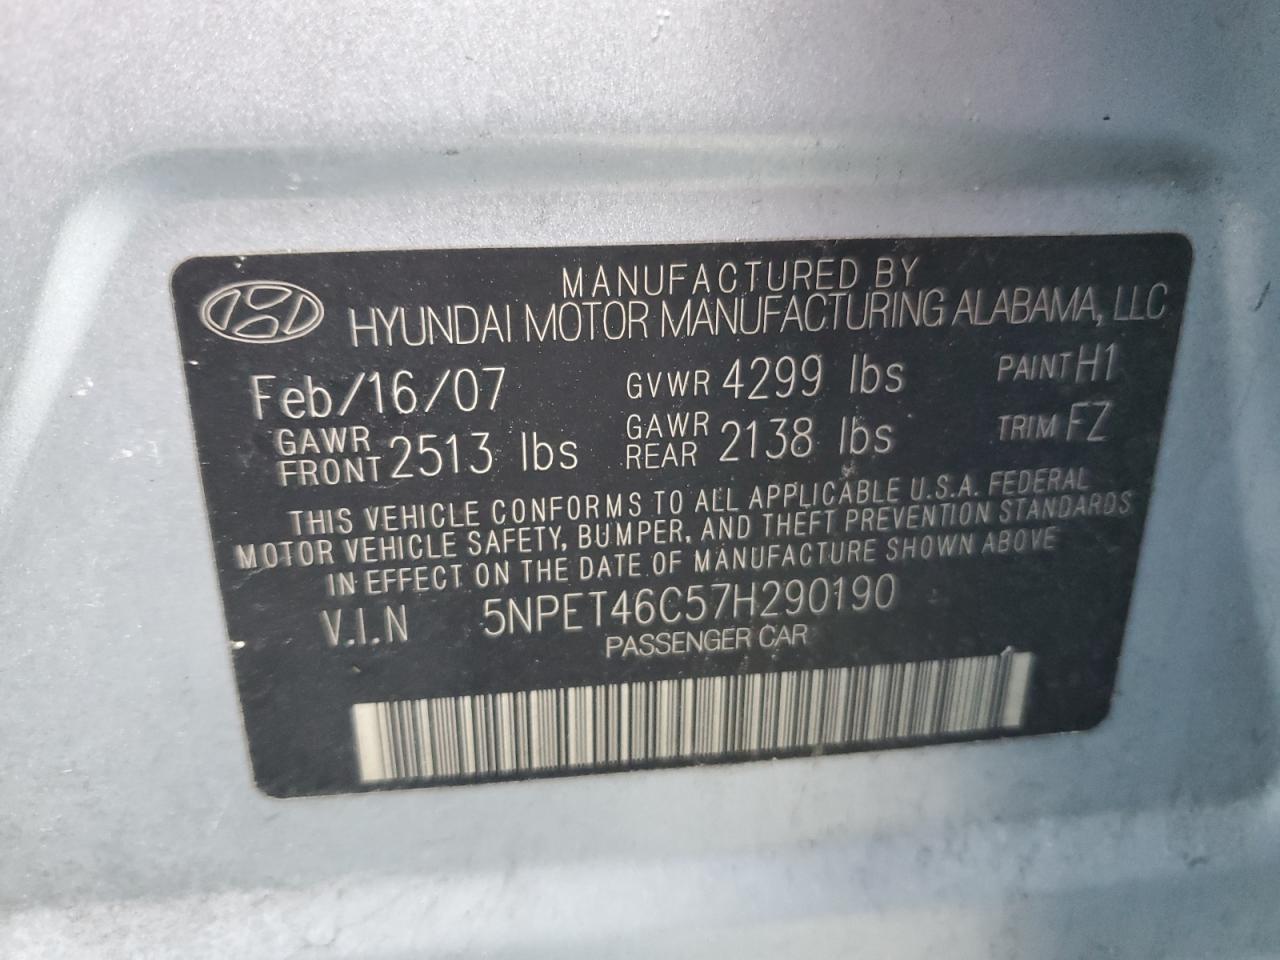 MANUFACTURED BY
HYUNDAI MOTOR MANUFACTURING ALABAMA, LLC
Feb/16/07 GVWR 4299 lbs PAINT H1
GAWR FRONT 2513 lbs GAWR REAR 2138 lbs TRIM FZ
THIS VEHICLE CONFORMS TO ALL APPLICABLE U.S.A. FEDERAL
MOTOR VEHICLE SAFETY, BUMPER, AND THEFT PREVENTION STANDARDS
IN EFFECT ON THE DATE OF MANUFACTURE SHOWN ABOVE
V.I.N 5NPET46C57H290190
PASSENGER CAR